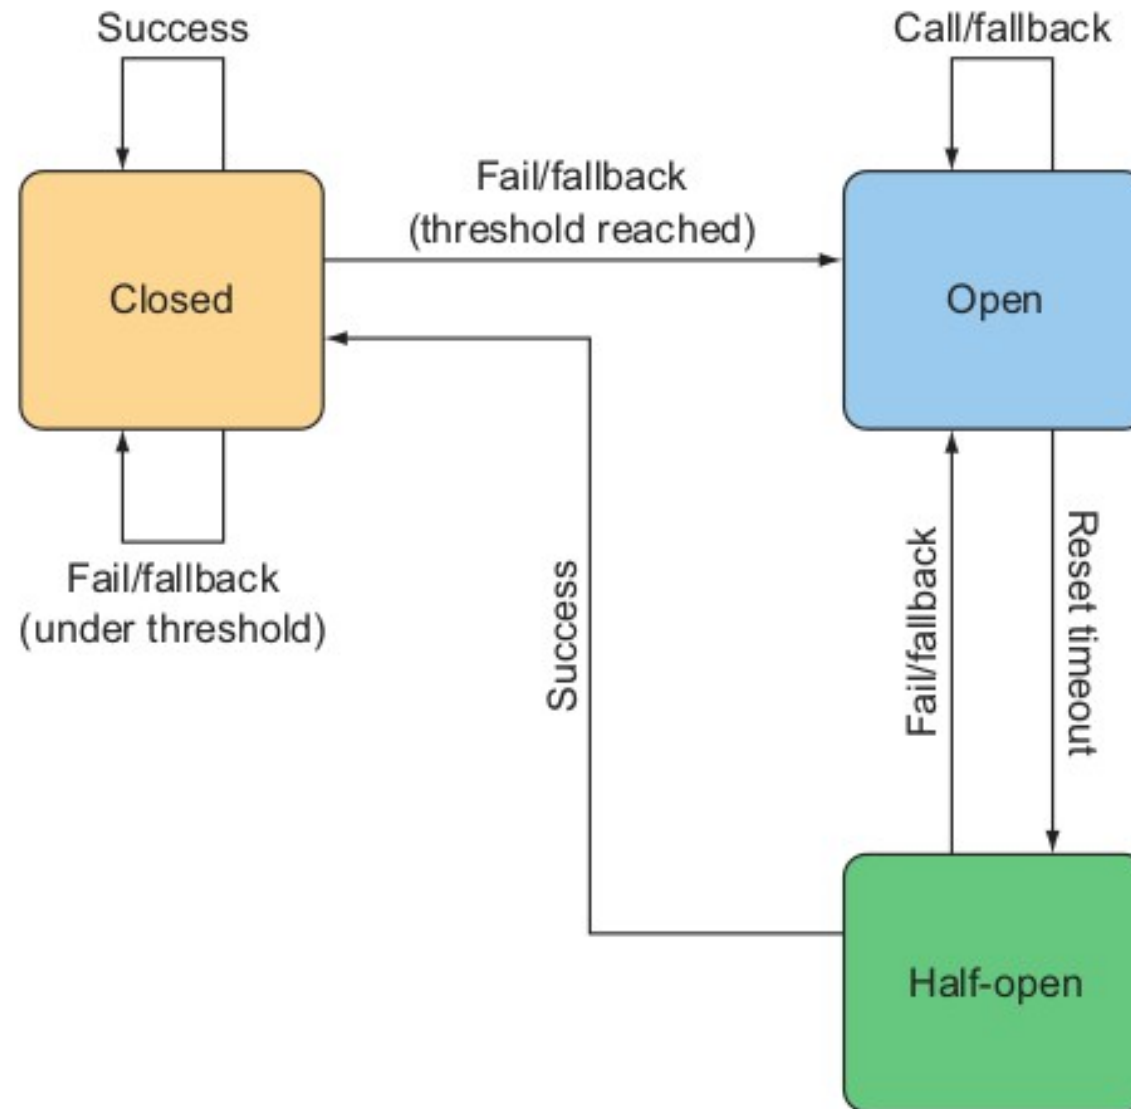 Success
Call/fallback
Fail/fallback
(threshold reached)
Closed
Open
Fail/fallback
(under threshold)
Success
Fail/fallback
Reset timeout
Half-open